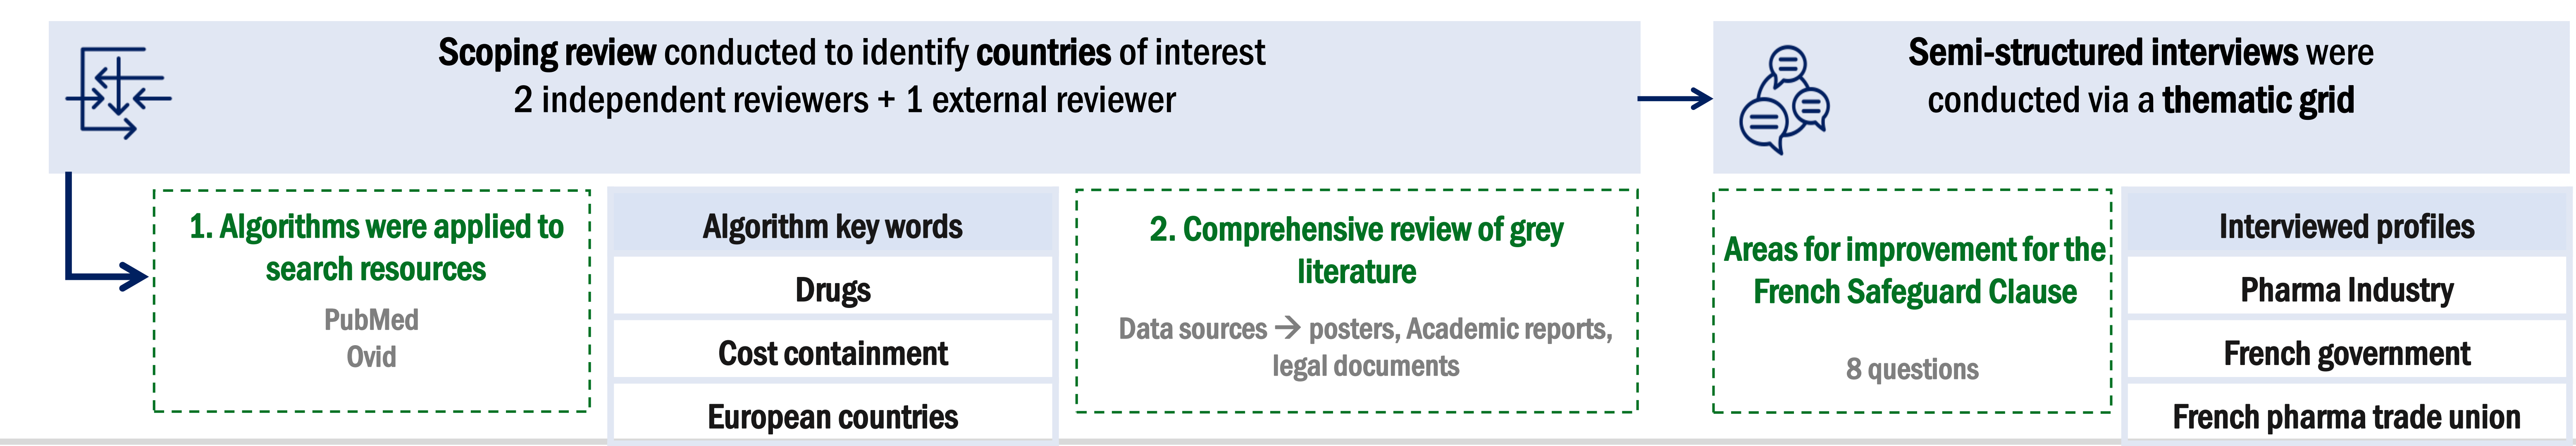 Scoping review conducted to identify countries of interest
2 independent reviewers + 1 external reviewer
Semi-structured interviews were
conducted via a thematic grid
1. Algorithms were applied to
search resources
PubMed
Ovid
Algorithm key words
Drugs
Cost containment
European countries
2. Comprehensive review of grey
literature
Data sources → posters, Academic reports,
legal documents
Areas for improvement for the
French Safeguard Clause
8 questions
Interviewed profiles
Pharma Industry
French government
French pharma trade union